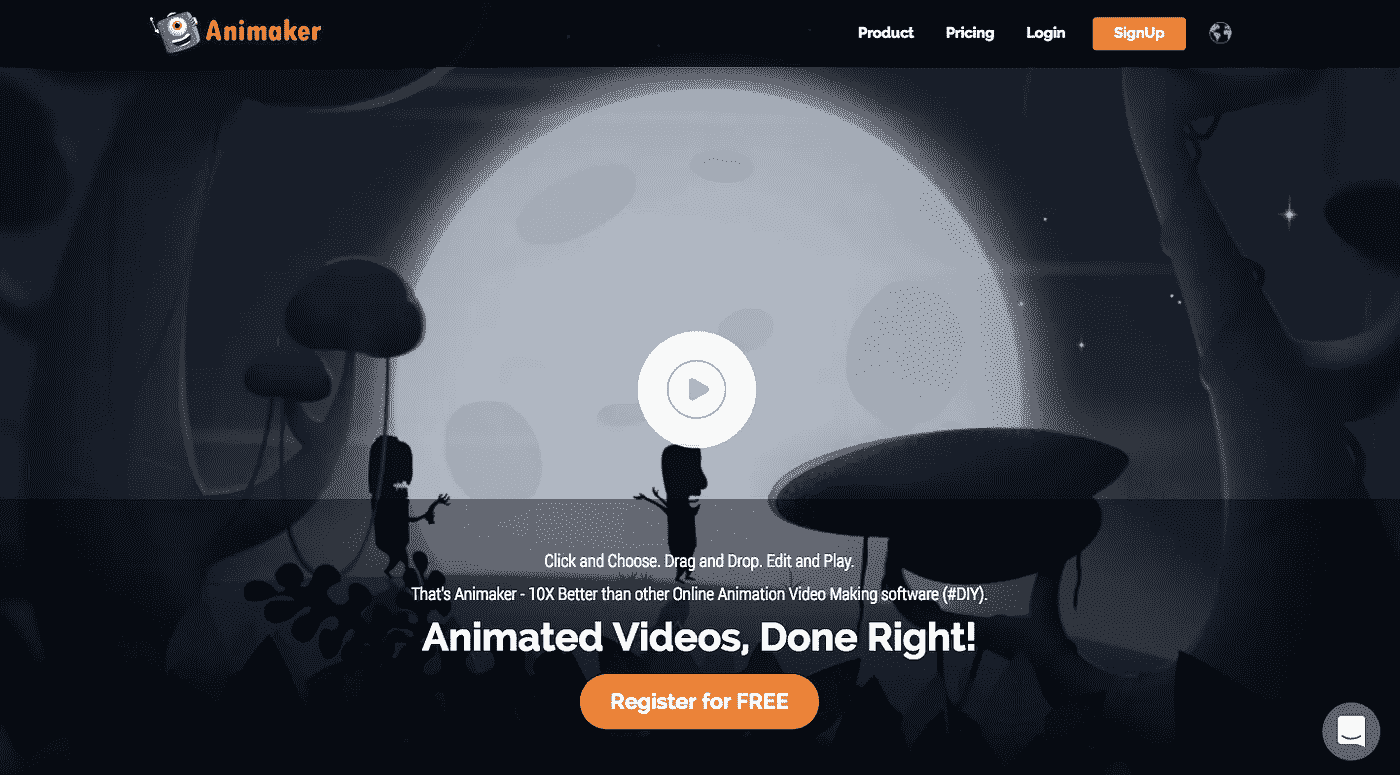 Animaker
Product Pricing Login SignUp
Click and Choose. Drag and Drop. Edit and Play.
That's Animaker - 10X Better than other Online Animation Video Making software (#DIY).
Animated Videos, Done Right!
Register for FREE